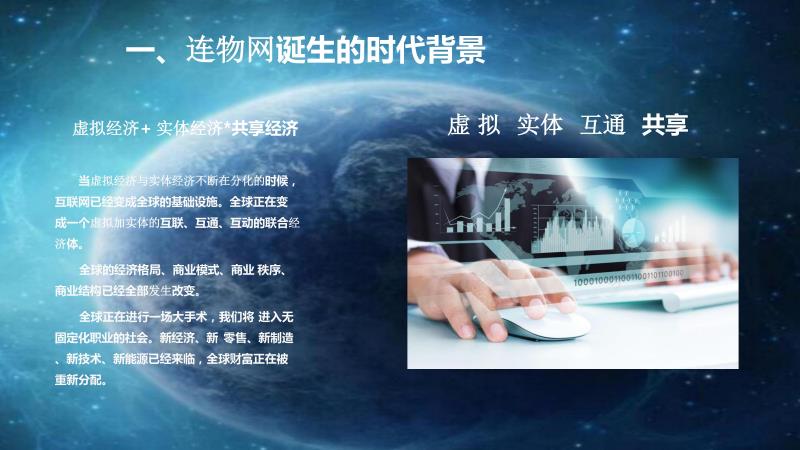 一、连物网诞生的时代背景
虚拟经济+ 实体经济*共享经济
虚 拟 实体 互通 共享
当虚拟经济与实体经济不断在分化的时候，
互联网已经变成全球的基础设施。全球正在变
成一个虚拟加实体的互联、互通、互动的联合经
济体。
全球的经济格局、商业模式、商业 秩序、
商业结构已经全部发生改变。
全球正在进行一场大手术，我们将 进入无
固定化职业的社会。新经济、新 零售、新制造
、新技术、新能源已经来临，全球财富正在被
重新分配。